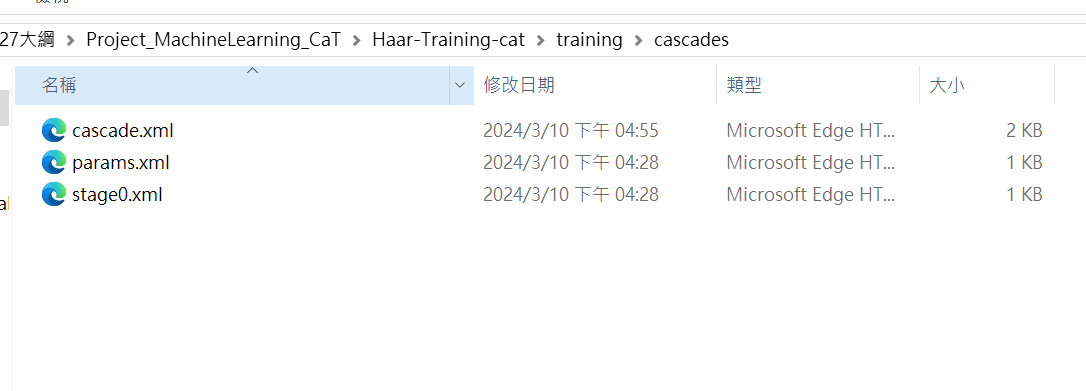 27大綱 > Project_MachineLearning_CaT > Haar-Training-cat > training > cascades
名稱 修改日期 類型 大小
cascade.xml 2024/3/10 下午 04:55 Microsoft Edge HT... 2 KB
params.xml 2024/3/10 下午 04:28 Microsoft Edge HT... 1 KB
stage0.xml 2024/3/10 下午 04:28 Microsoft Edge HT... 1 KB